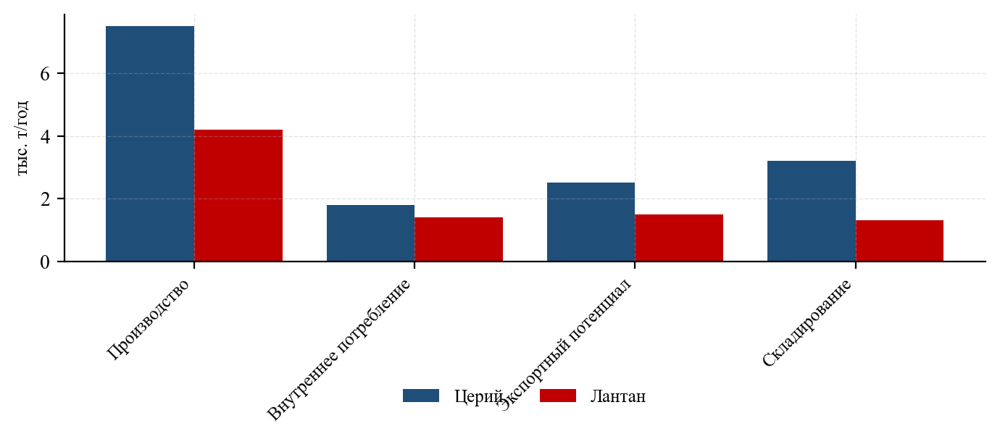 тыс. т/год
6
4
2
0
Производство
Внутреннее потребление
Экспортный потенциал
Складирование
Церий
Лантан